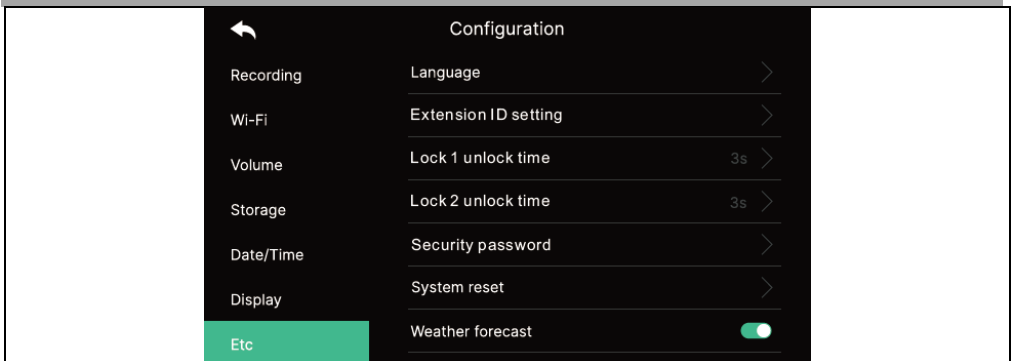 Configuration
Recording
Wi-Fi
Volume
Storage
Date/Time
Display
Etc
Language
Extension ID setting
Lock 1 unlock time 3s
Lock 2 unlock time 3s
Security password
System reset
Weather forecast